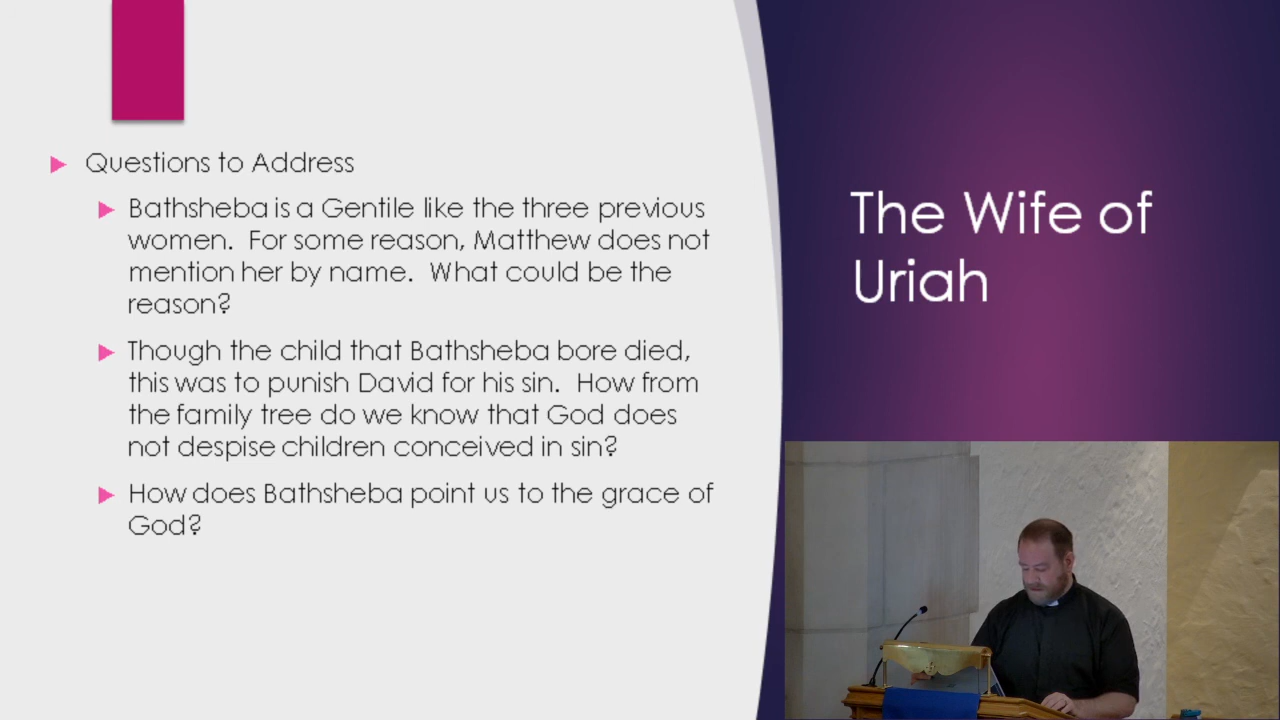 Questions to Address
Bathsheba is a Gentile like the three previous
women.  For some reason, Matthew does not
mention her by name.  What could be the
reason?
Though the child that Bathsheba bore died,
this was to punish David for his sin.  How from
the family tree do we know that God does
not despise children conceived in sin?
How does Bathsheba point us to the grace of
God?
The Wife of
Uriah